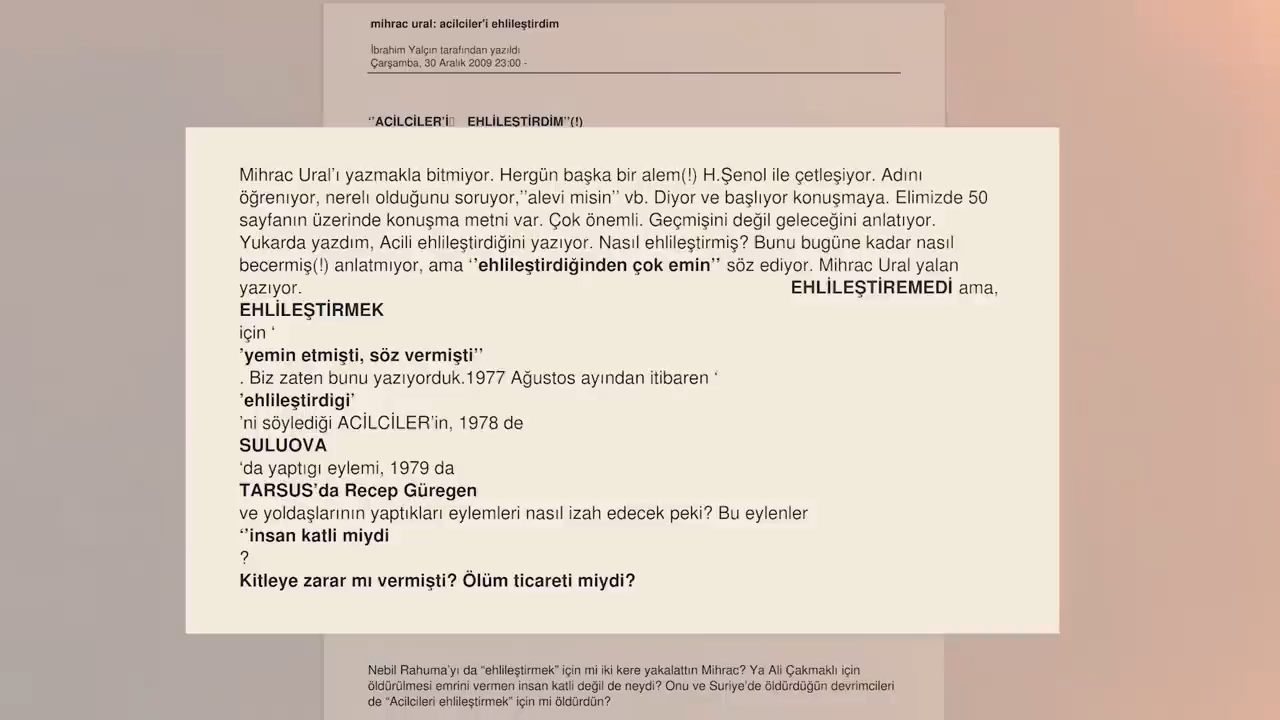 mihrac ural: acilciler'i ehlileştirdim
İbrahim Yalçın tarafından yazıldı
Çarşamba, 30 Aralık 2009 23:00 -
‘’ACİLCİLER’İ EHLİLEŞTİRDİM’’(!)
Mihrac Ural’ı yazmakla bitmiyor. Hergün başka bir alem(!) H.Şenol ile çetleşiyor. Adını
öğrenıyor, nerelı olduğunu soruyor,’’alevi misin’’ vb. Diyor ve başlıyor konuşmaya. Elimizde 50
sayfanın üzerinde konuşma metni var. Çok önemli. Geçmişini değil geleceğini anlatıyor.
Yukarda yazdım, Acili ehlileştirdiğini yazıyor. Nasıl ehlileştirmiş? Bunu bugüne kadar nasıl
becermiş(!) anlatmıyor, ama ‘’ehlileştirdiğinden çok emin’’ söz ediyor. Mihrac Ural yalan
yazıyor. EHLİLEŞTİREMEDİ ama,
EHLİLEŞTİRMEK
için ‘
’yemin etmişti, söz vermişti’’
. Biz zaten bunu yazıyorduk.1977 Ağustos ayından itibaren ‘
’ehlileştirdigi’
’ni söylediği ACİLCİLER’in, 1978 de
SULUOVA
‘da yaptıgı eylemi, 1979 da
TARSUS’da Recep Güregen
ve yoldaşlarının yaptıkları eylemleri nasıl izah edecek peki? Bu eylenler
‘’insan katli miydi
?
Kitleye zarar mı vermişti? Ölüm ticareti miydi?
Nebil Rahuma’yı da “ehlileştirmek” için mi iki kere yakalattın Mihrac? Ya Ali Çakmaklı için
öldürülmesi emrini vermen insan katli değil de neydi? Onu ve Suriye’de öldürdüğün devrimcileri
de “Acilcileri ehlileştirmek” için mi öldürdün?